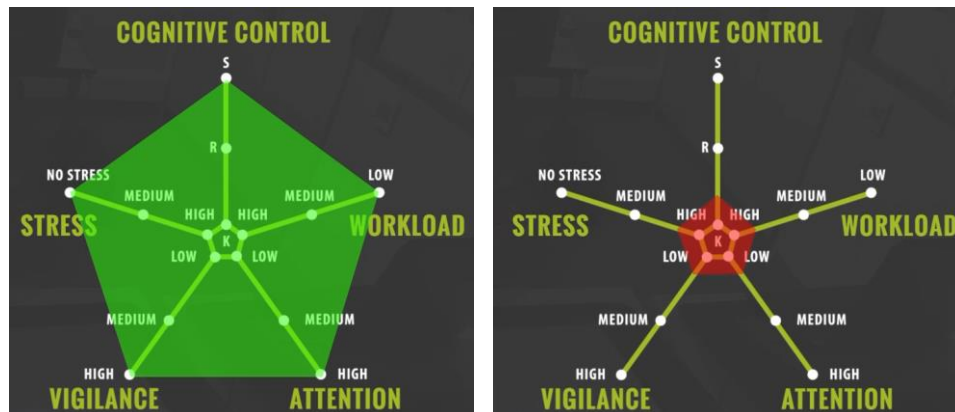 COGNITIVE CONTROL
S
R
NO STRESS
LOW
MEDIUM
MEDIUM
STRESS
HIGH
HIGH
WORKLOAD
K
LOW
LOW
MEDIUM
MEDIUM
HIGH
HIGH
VIGILANCE
ATTENTION
COGNITIVE CONTROL
S
R
NO STRESS
LOW
MEDIUM
MEDIUM
STRESS
HIGH
HIGH
WORKLOAD
K
LOW
LOW
MEDIUM
MEDIUM
HIGH
HIGH
VIGILANCE
ATTENTION